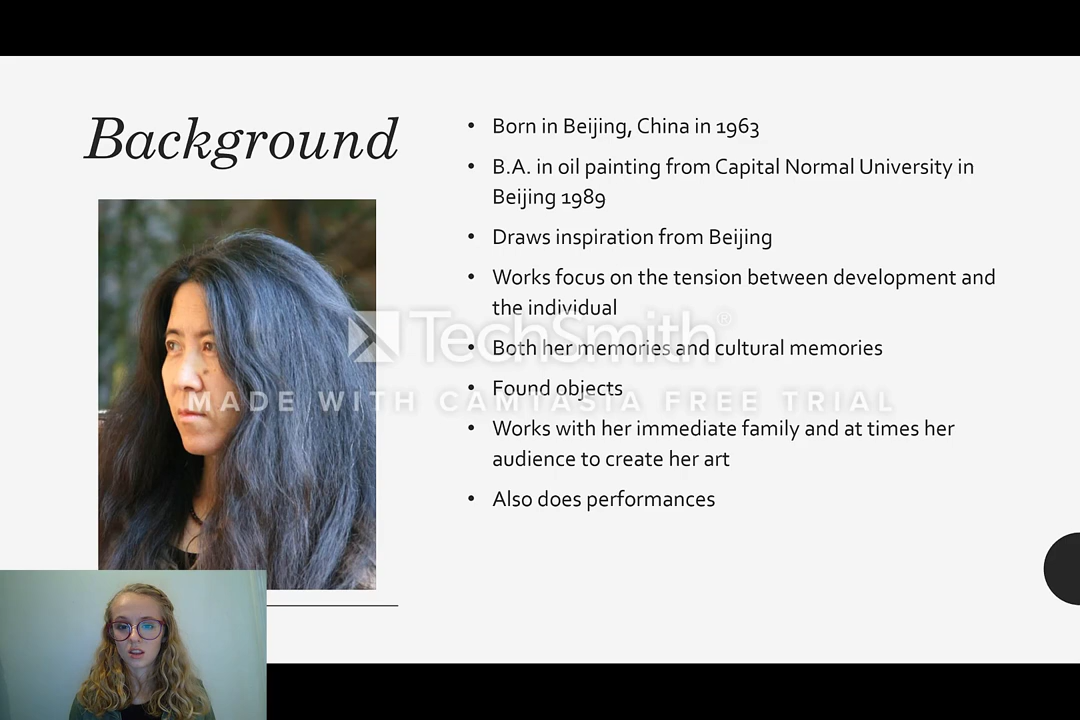 Background
• Born in Beijing, China in 1963
• B.A. in oil painting from Capital Normal University in
Beijing 1989
• Draws inspiration from Beijing
• Works focus on the tension between development and
the individual
• Both her memories and cultural memories
• Found objects
• Works with her immediate family and at times her
audience to create her art
• Also does performances
TechSmith®
MADE WITH CAMTASIA FREE TRIAL